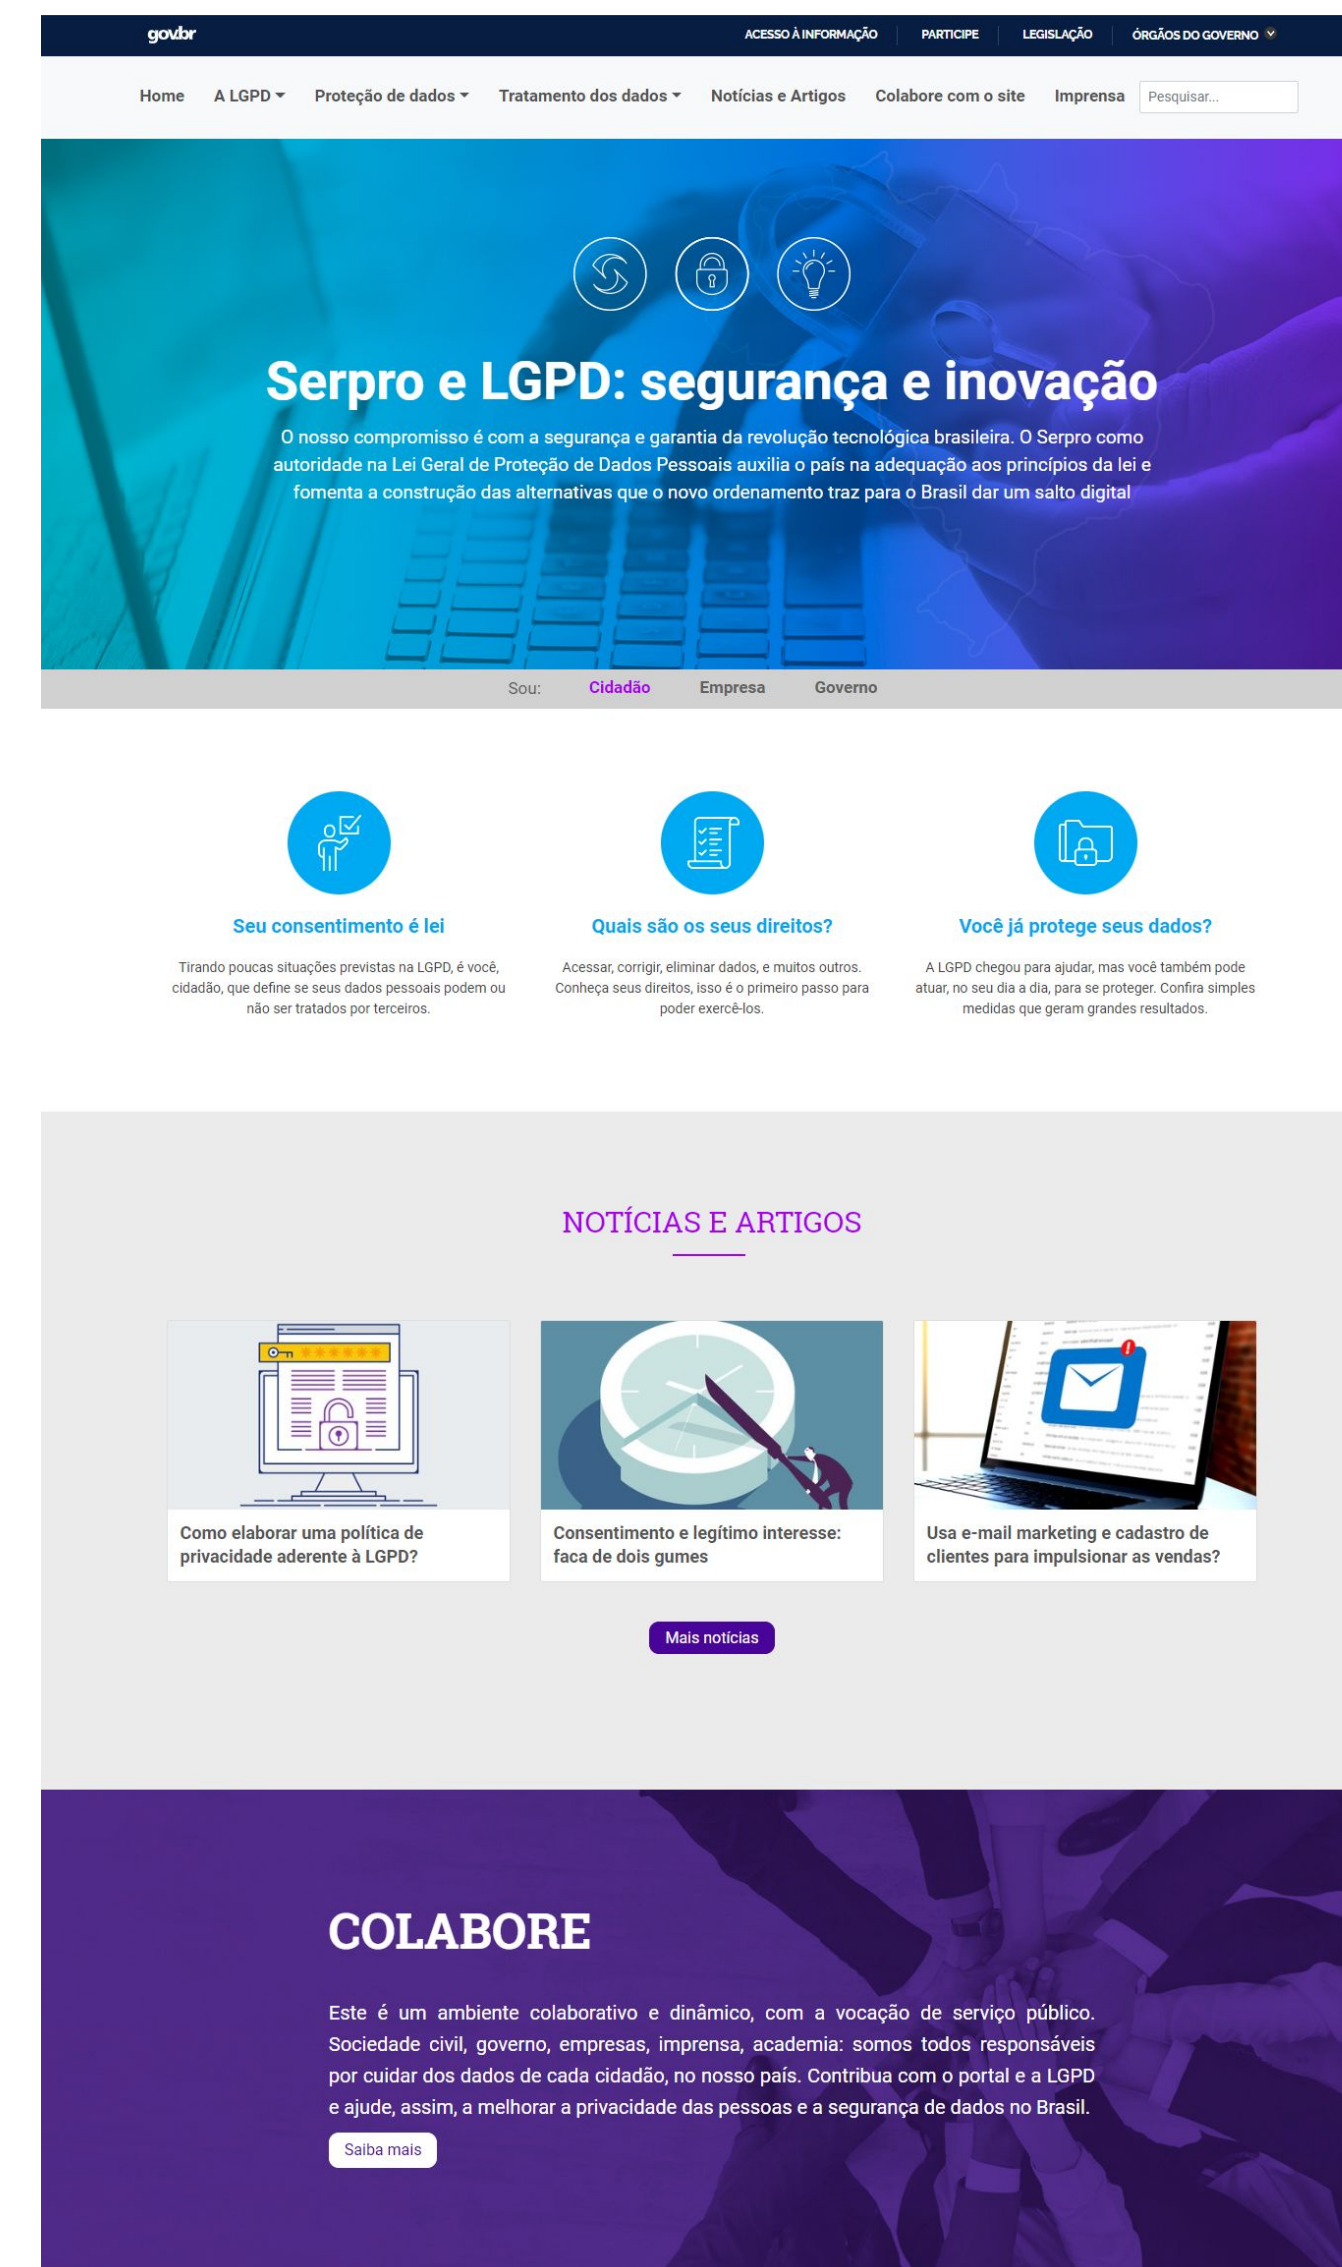 gov.br
ACESSO À INFORMAÇÃO
PARTICIPE
LEGISLAÇÃO
ÓRGÃOS DO GOVERNO
Home
A LGPD
Proteção de dados
Tratamento dos dados
Notícias e Artigos
Colabore com o site
Imprensa
Pesquisar...
Serpro e LGPD: segurança e inovação
O nosso compromisso é com a segurança e garantia da revolução tecnológica brasileira. O Serpro como
autoridade na Lei Geral de Proteção de Dados Pessoais auxilia o país na adequação aos princípios da lei e
fomenta a construção das alternativas que o novo ordenamento traz para o Brasil dar um salto digital
Sou:
Cidadão
Empresa
Governo
Seu consentimento é lei
Tirando poucas situações previstas na LGPD, é você,
cidadão, que define se seus dados pessoais podem ou
não ser tratados por terceiros.
Quais são os seus direitos?
Acessar, corrigir, eliminar dados, e muitos outros.
Conheça seus direitos, isso é o primeiro passo para
poder exercê-los.
Você já protege seus dados?
A LGPD chegou para ajudar, mas você também pode
atuar, no seu dia a dia, para se proteger. Confira simples
medidas que geram grandes resultados.
NOTÍCIAS E ARTIGOS
Como elaborar uma política de
privacidade aderente à LGPD?
Consentimento e legítimo interesse:
faca de dois gumes
Usa e-mail marketing e cadastro de
clientes para impulsionar as vendas?
Mais notícias
COLABORE
Este é um ambiente colaborativo e dinâmico, com a vocação de serviço público.
Sociedade civil, governo, empresas, imprensa, academia: somos todos responsáveis
por cuidar dos dados de cada cidadão, no nosso país. Contribua com o portal e a LGPD
e ajude, assim, a melhorar a privacidade das pessoas e a segurança de dados no Brasil.
Saiba mais